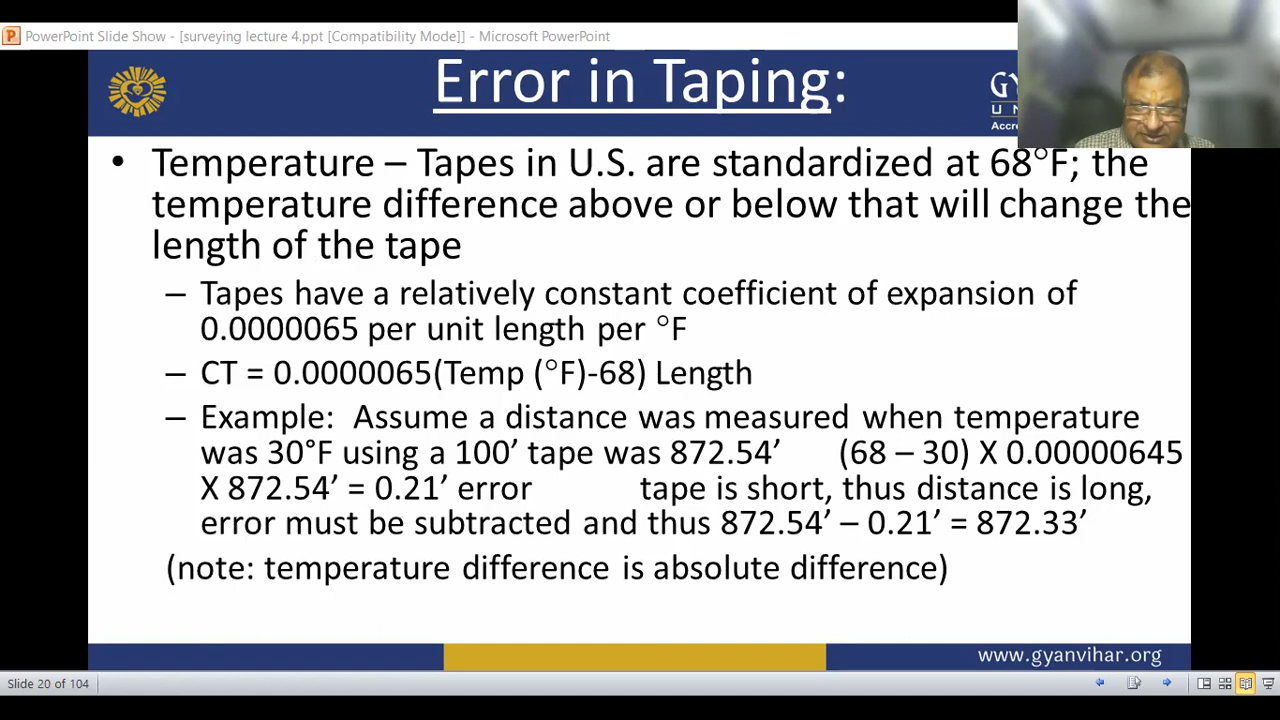 PowerPoint Slide Show - [surveying lecture 4.ppt [Compatibility Mode]] - Microsoft PowerPoint
Error in Taping:
GY
UN
Accre
• Temperature – Tapes in U.S. are standardized at 68°F; the
temperature difference above or below that will change the
length of the tape
– Tapes have a relatively constant coefficient of expansion of
0.0000065 per unit length per °F
– CT = 0.0000065(Temp (°F)-68) Length
– Example: Assume a distance was measured when temperature
was 30°F using a 100’ tape was 872.54’ (68 – 30) X 0.00000645
X 872.54’ = 0.21’ error tape is short, thus distance is long,
error must be subtracted and thus 872.54’ – 0.21’ = 872.33’
(note: temperature difference is absolute difference)
www.gyanvihar.org
Slide 20 of 104